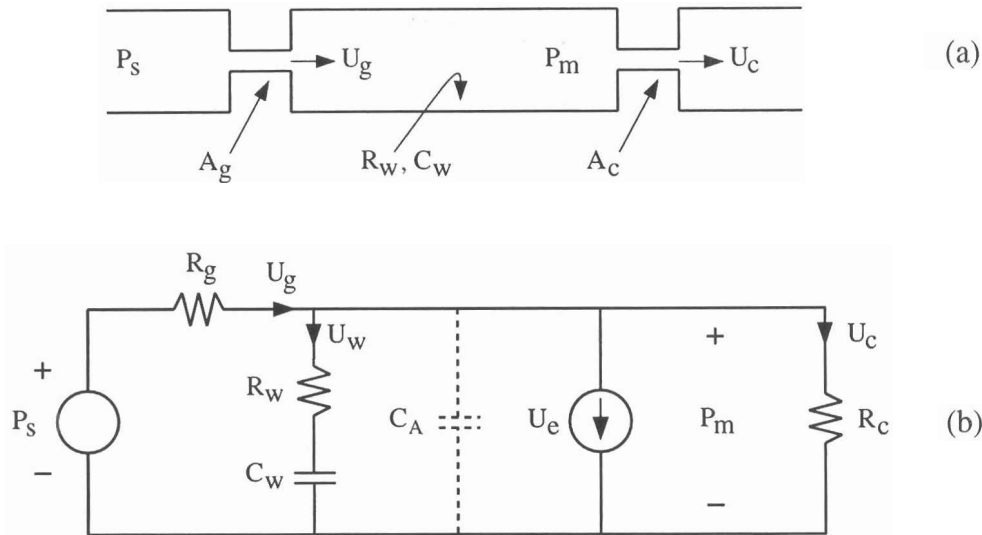 P_s
U_g
P_m
U_c
(a)
A_g
R_w, C_w
A_c
R_g
U_g
U_w
U_c
+
+
R_w
P_s
C_A
U_e
P_m
R_c
(b)
C_w
−
−